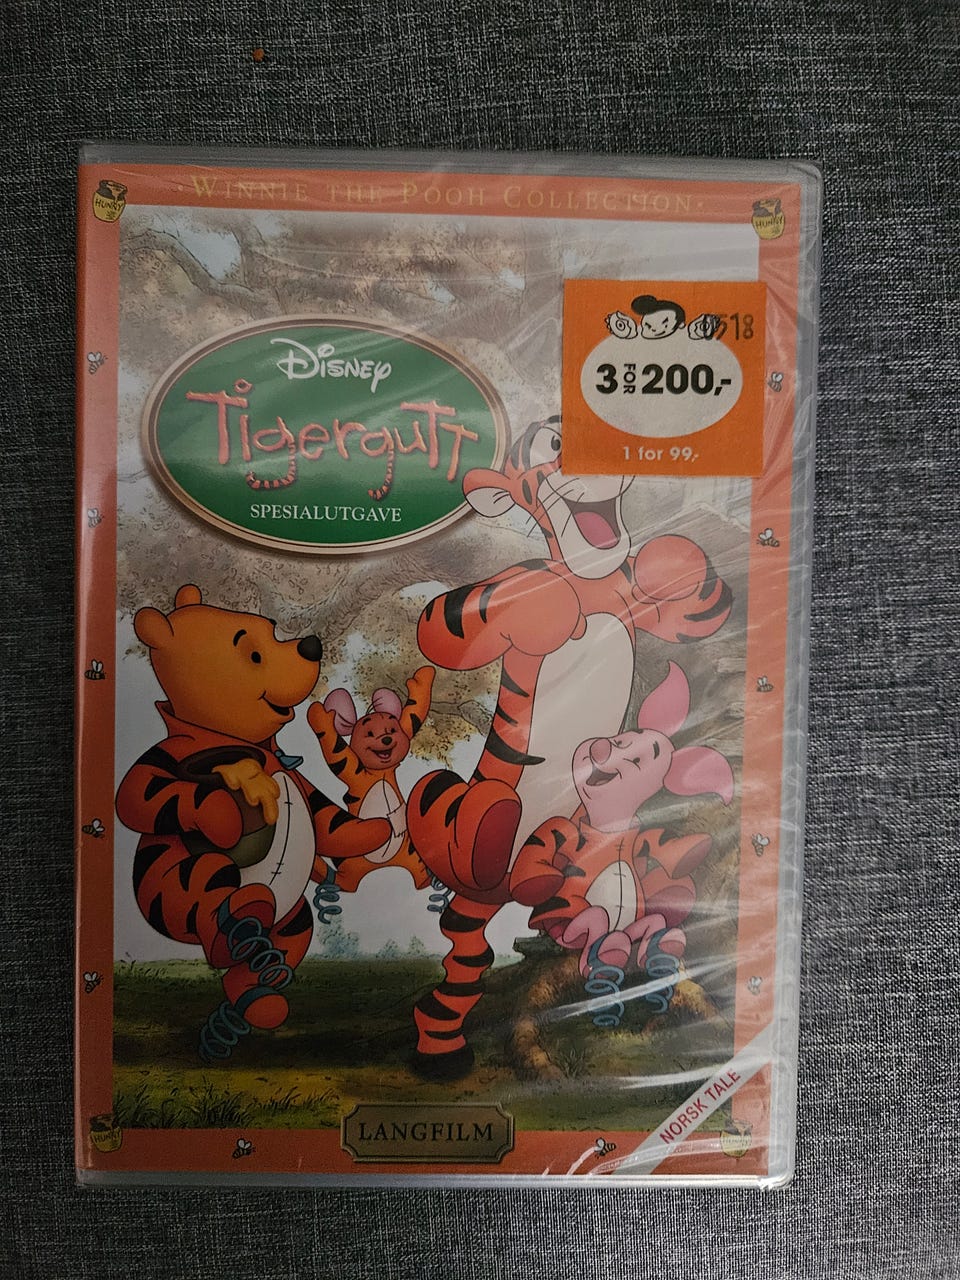 ·WINNIE THE POOH COLLECTION·
HUNNY
HUNNY
0518
3 FOR 200,-
1 for 99,-
DISNEY
Tigergutt
SPESIALUTGAVE
NORSK TALE
LANGFILM
HUNNY
HUNNY